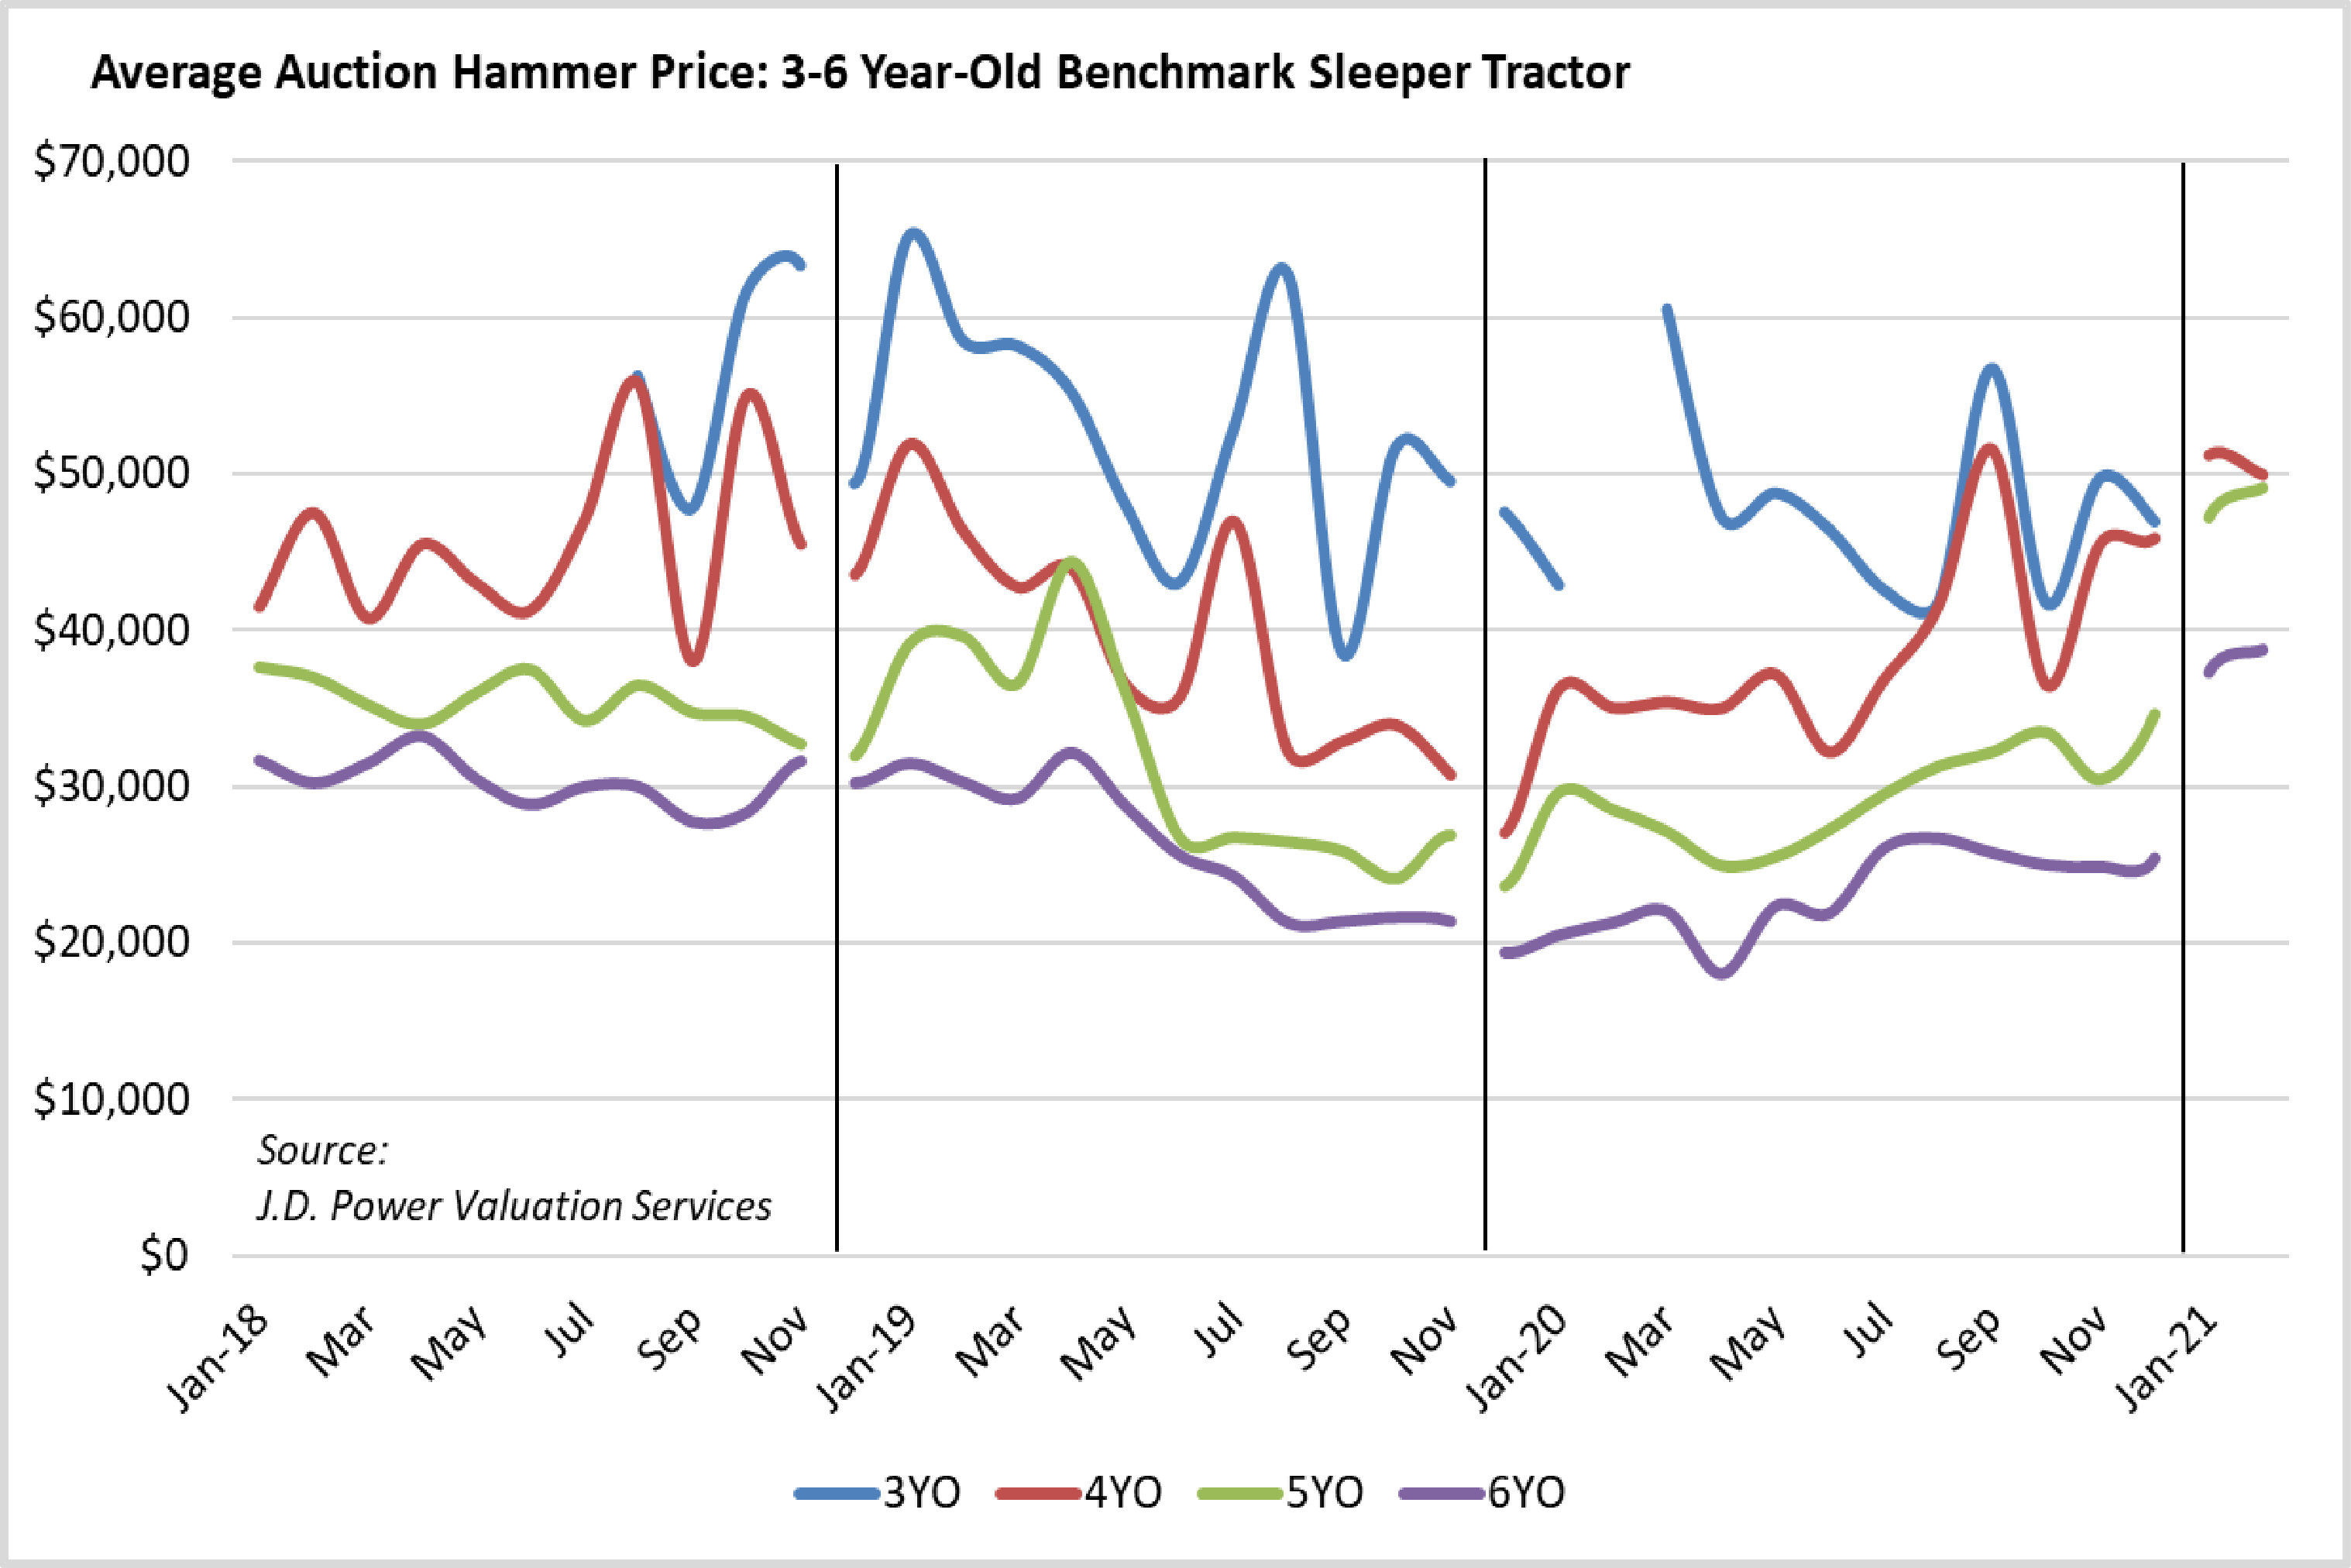 Average Auction Hammer Price: 3-6 Year-Old Benchmark Sleeper Tractor
$70,000
$60,000
$50,000
$40,000
$30,000
$20,000
$10,000
$0
Source:
J.D. Power Valuation Services
Jan-18
Mar
May
Jul
Sep
Nov
Jan-19
Mar
May
Jul
Sep
Nov
Jan-20
Mar
May
Jul
Sep
Nov
Jan-21
3YO
4YO
5YO
6YO